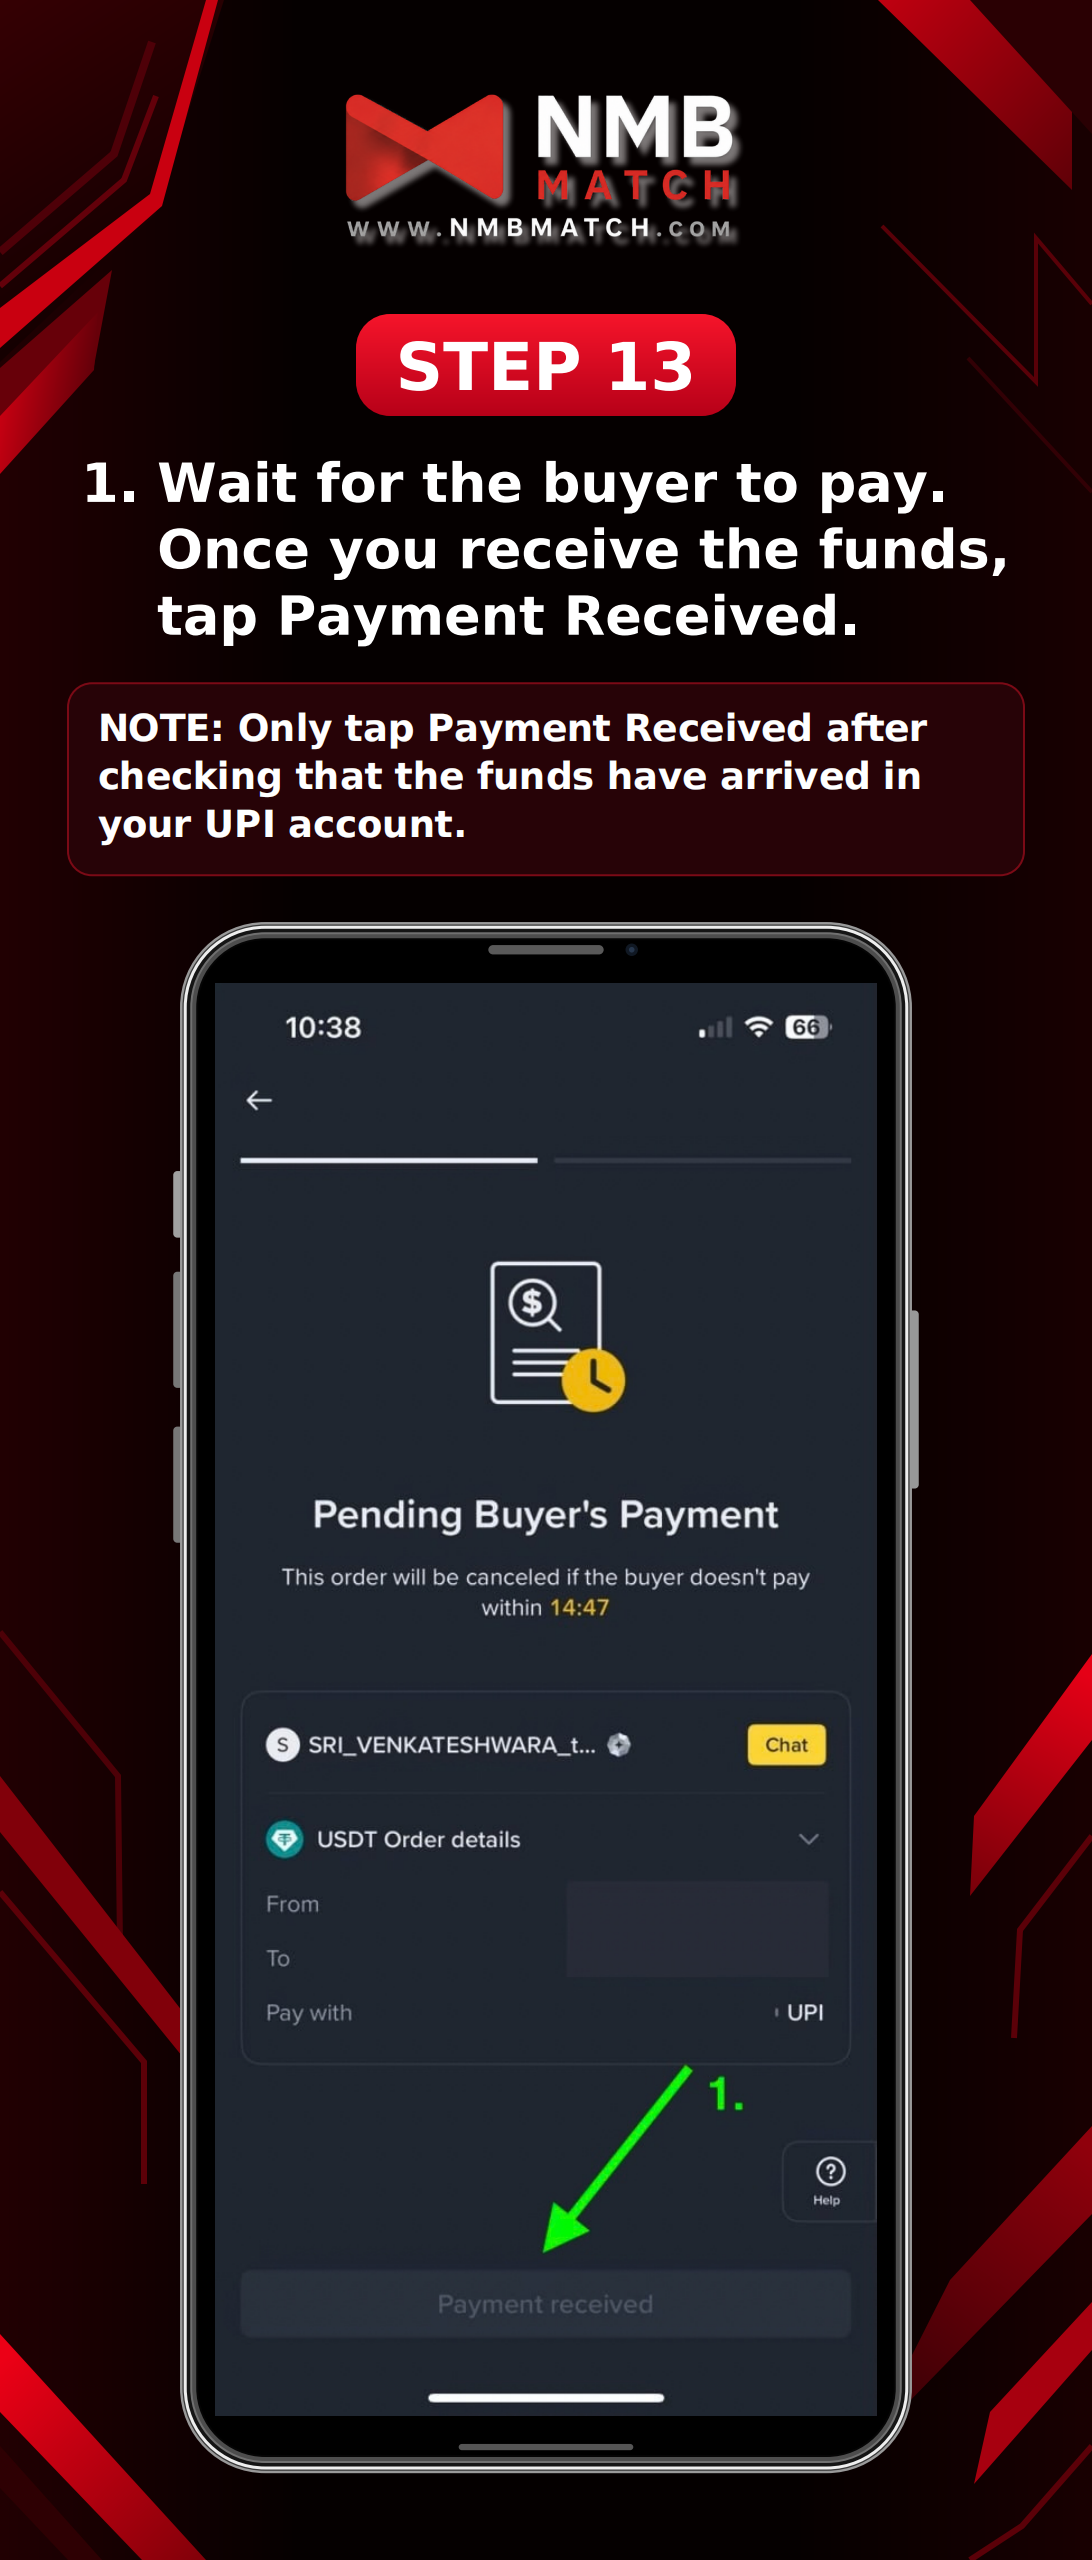 NMB
MATCH
www.NMBMATCH.COM
STEP 13
1. Wait for the buyer to pay.
Once you receive the funds,
tap Payment Received.
NOTE: Only tap Payment Received after
checking that the funds have arrived in
your UPI account.
10:38
66
$
Pending Buyer's Payment
This order will be canceled if the buyer doesn't pay
within 14:47
S SRI_VENKATESHWARA_t... Chat
USDT Order details
From
To
Pay with UPI
1.
?
Help
Payment received